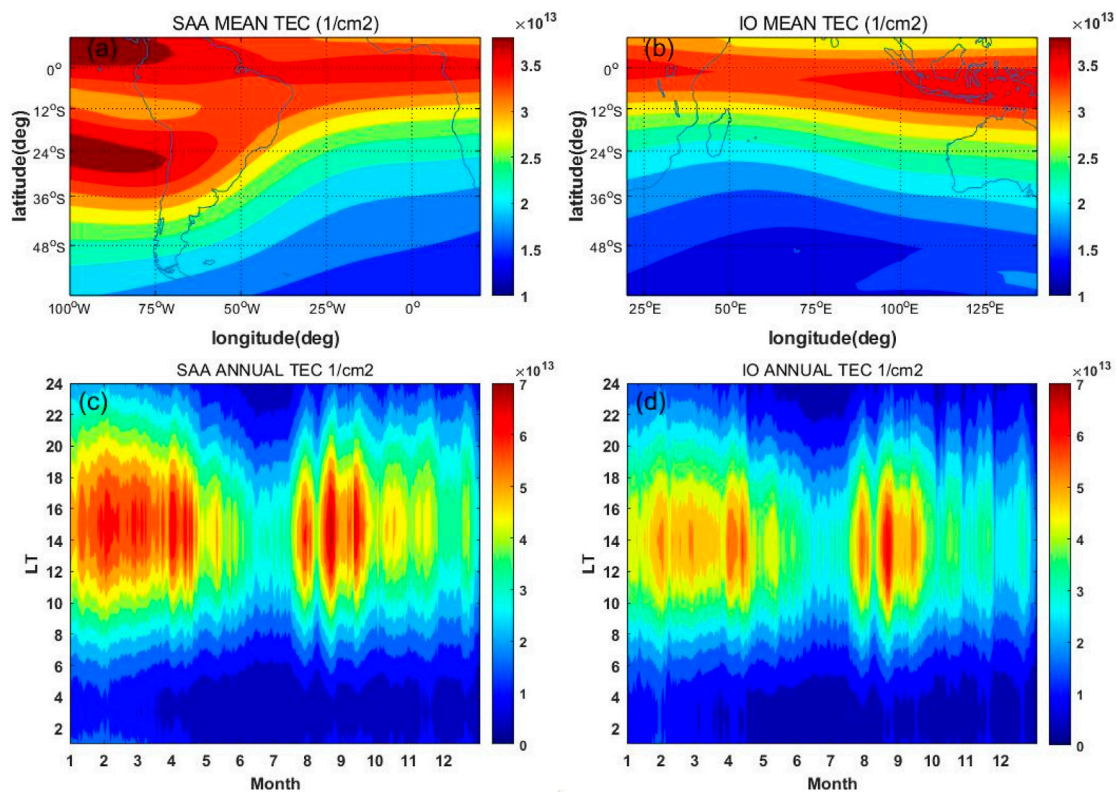 SAA MEAN TEC (1/cm2)
×10^13
(a)
latitude(deg)
0°
12°S
24°S
36°S
48°S
100°W 75°W 50°W 25°W 0°
longitude(deg)
3.5
3
2.5
2
1.5
1
IO MEAN TEC (1/cm2)
×10^13
(b)
latitude(deg)
0°
12°S
24°S
36°S
48°S
25°E 50°E 75°E 100°E 125°E
longitude(deg)
3.5
3
2.5
2
1.5
1
SAA ANNUAL TEC 1/cm2
×10^13
(c)
LT
24
22
20
18
16
14
12
10
8
6
4
2
1 2 3 4 5 6 7 8 9 10 11 12
Month
7
6
5
4
3
2
1
0
IO ANNUAL TEC 1/cm2
×10^13
(d)
LT
24
22
20
18
16
14
12
10
8
6
4
2
1 2 3 4 5 6 7 8 9 10 11 12
Month
7
6
5
4
3
2
1
0